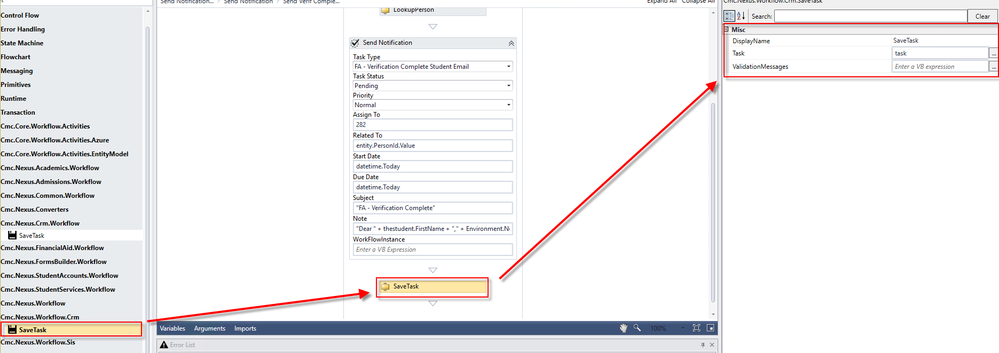 Control Flow
Error Handling
State Machine
Flowchart
Messaging
Primitives
Runtime
Transaction
Cmc.Core.Workflow.Activities
Cmc.Core.Workflow.Activities.Azure
Cmc.Core.Workflow.Activities.EntityModel
Cmc.Nexus.Academics.Workflow
Cmc.Nexus.Admissions.Workflow
Cmc.Nexus.Common.Workflow
Cmc.Nexus.Converters
Cmc.Nexus.Crm.Workflow
SaveTask
Cmc.Nexus.FinancialAid.Workflow
Cmc.Nexus.FormsBuilder.Workflow
Cmc.Nexus.StudentAccounts.Workflow
Cmc.Nexus.StudentServices.Workflow
Cmc.Nexus.Workflow
Cmc.Nexus.Workflow.Crm
SaveTask
Cmc.Nexus.Workflow.Sis
Send Notification... Send Notification Send Verif Comple... Expand All Collapse All
LookupPerson
Send Notification
Task Type
FA - Verification Complete Student Email
Task Status
Pending
Priority
Normal
Assign To
282
Related To
entity.PersonId.Value
Start Date
datetime.Today
Due Date
datetime.Today
Subject
"FA - Verification Complete"
Note
"Dear " + thestudent.FirstName + "," + Environment.N
WorkFlowInstance
Enter a VB Expression
SaveTask
Variables Arguments Imports 100%
Error List
Cmc.Nexus.Workflow.Crm.SaveTask
Search: Clear
Misc
DisplayName SaveTask
Task task ...
ValidationMessages Enter a VB expression ...